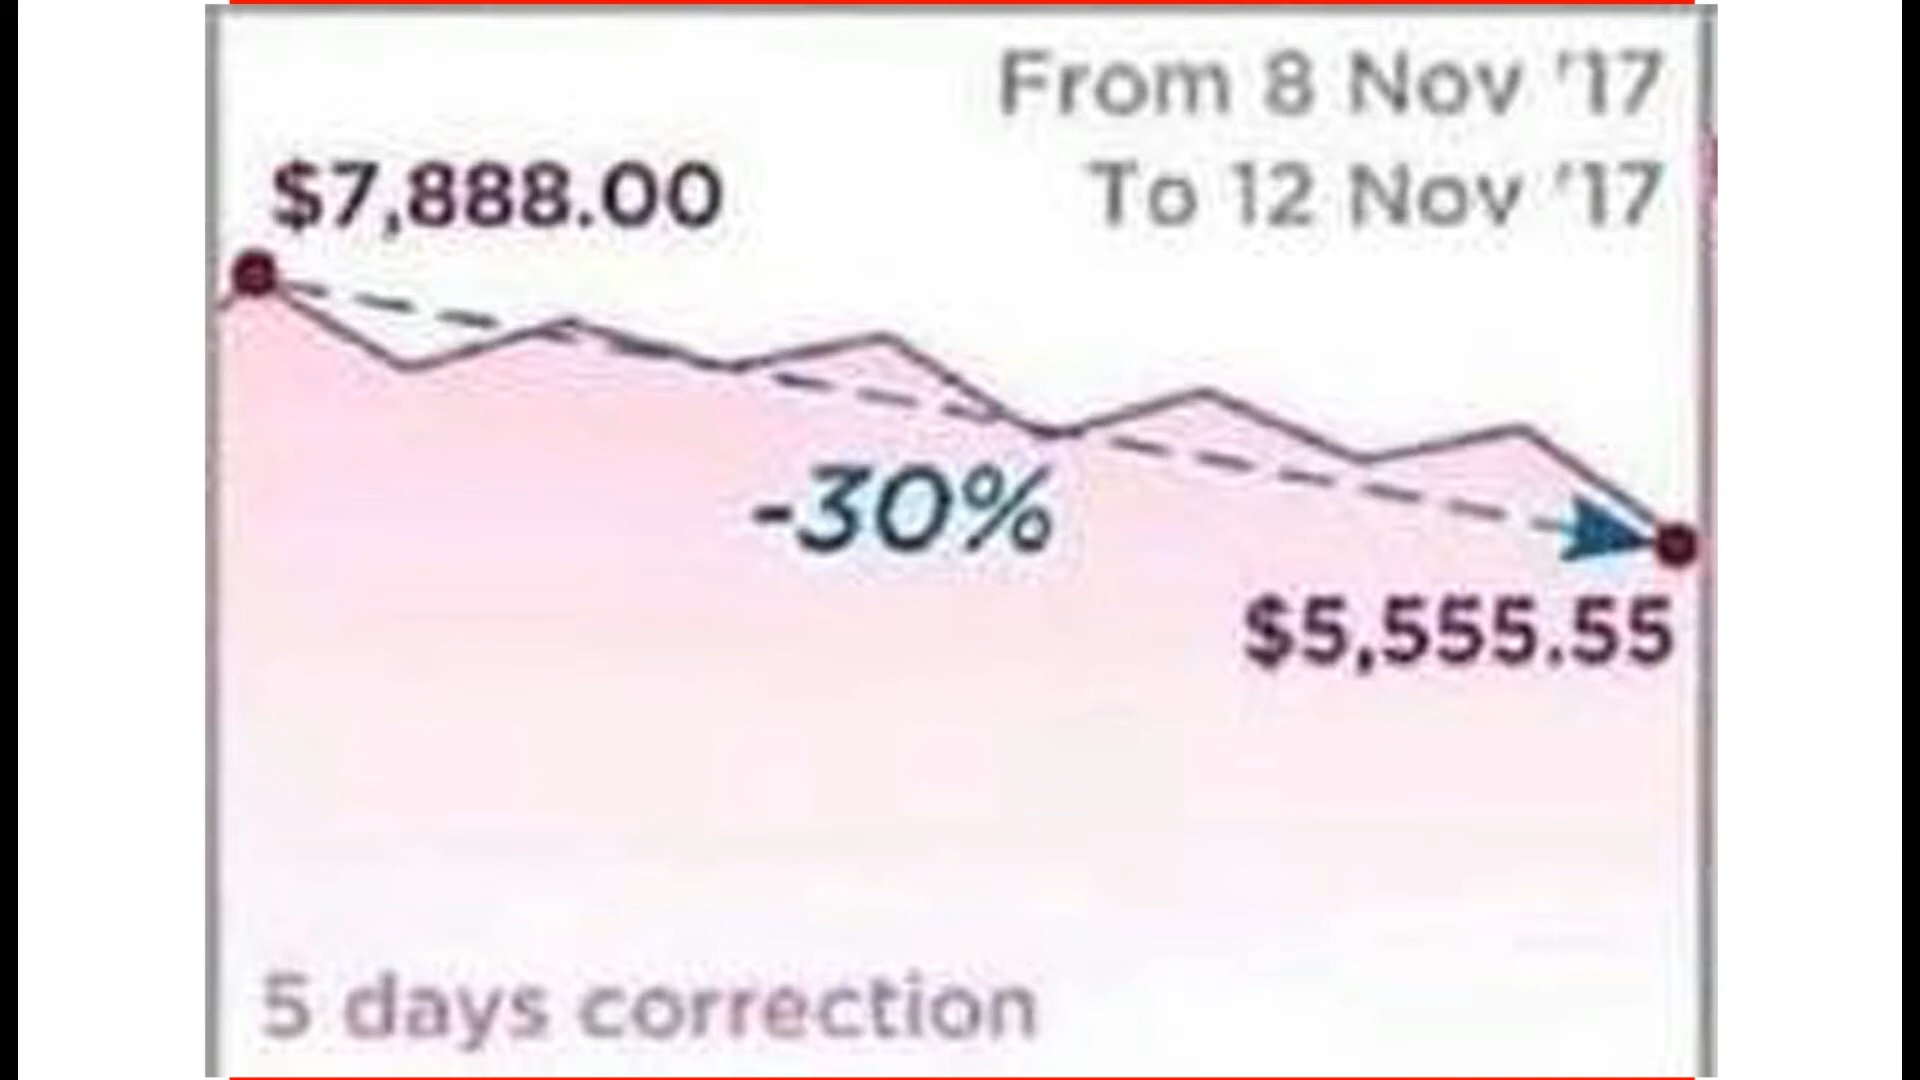 From 8 Nov '17
To 12 Nov '17
$7,888.00
-30%
$5,555.55
5 days correction